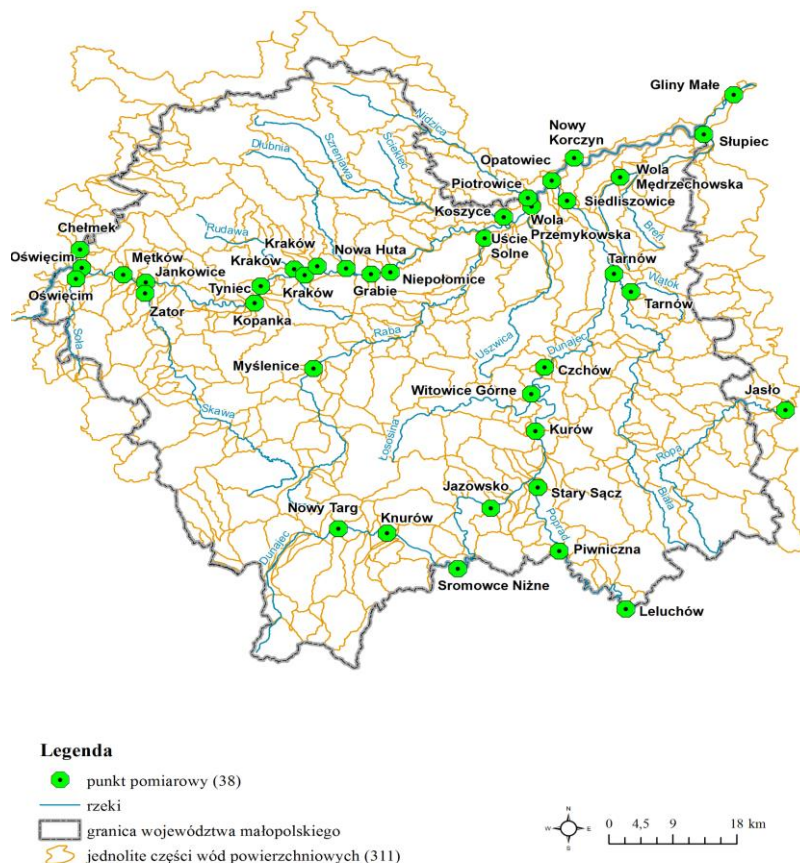 Gliny Małe
Nidzica
Nowy
Korczyn
Słupiec
Dłubnia
Szreniawa
Ścieklec
Opatowiec
Wola
Mędrzechowska
Piotrowice
Siedliszowice
Koszyce
Wola
Przemykowska
Breń
Chełmek
Rudawa
Uście
Solne
Kraków
Nowa Huta
Oświęcim
Mętków
Kraków
Tarnów
Jankowice
Tyniec
Kraków
Grabie
Niepołomice
Wątok
Oświęcim
Zator
Kopanka
Tarnów
Soła
Raba
Uszwica
Dunajec
Myślenice
Czchów
Jasło
Witowice Górne
Skawa
Łososina
Kurów
Ropa
Jazowsko
Stary Sącz
Biała
Nowy Targ
Knurów
Poprad
Dunajec
Piwniczna
Sromowce Niżne
Leluchów
Legenda
punkt pomiarowy (38)
rzeki
granica województwa małopolskiego
jednolite części wód powierzchniowych (311)
N
W E
S
0 4,5 9 18 km